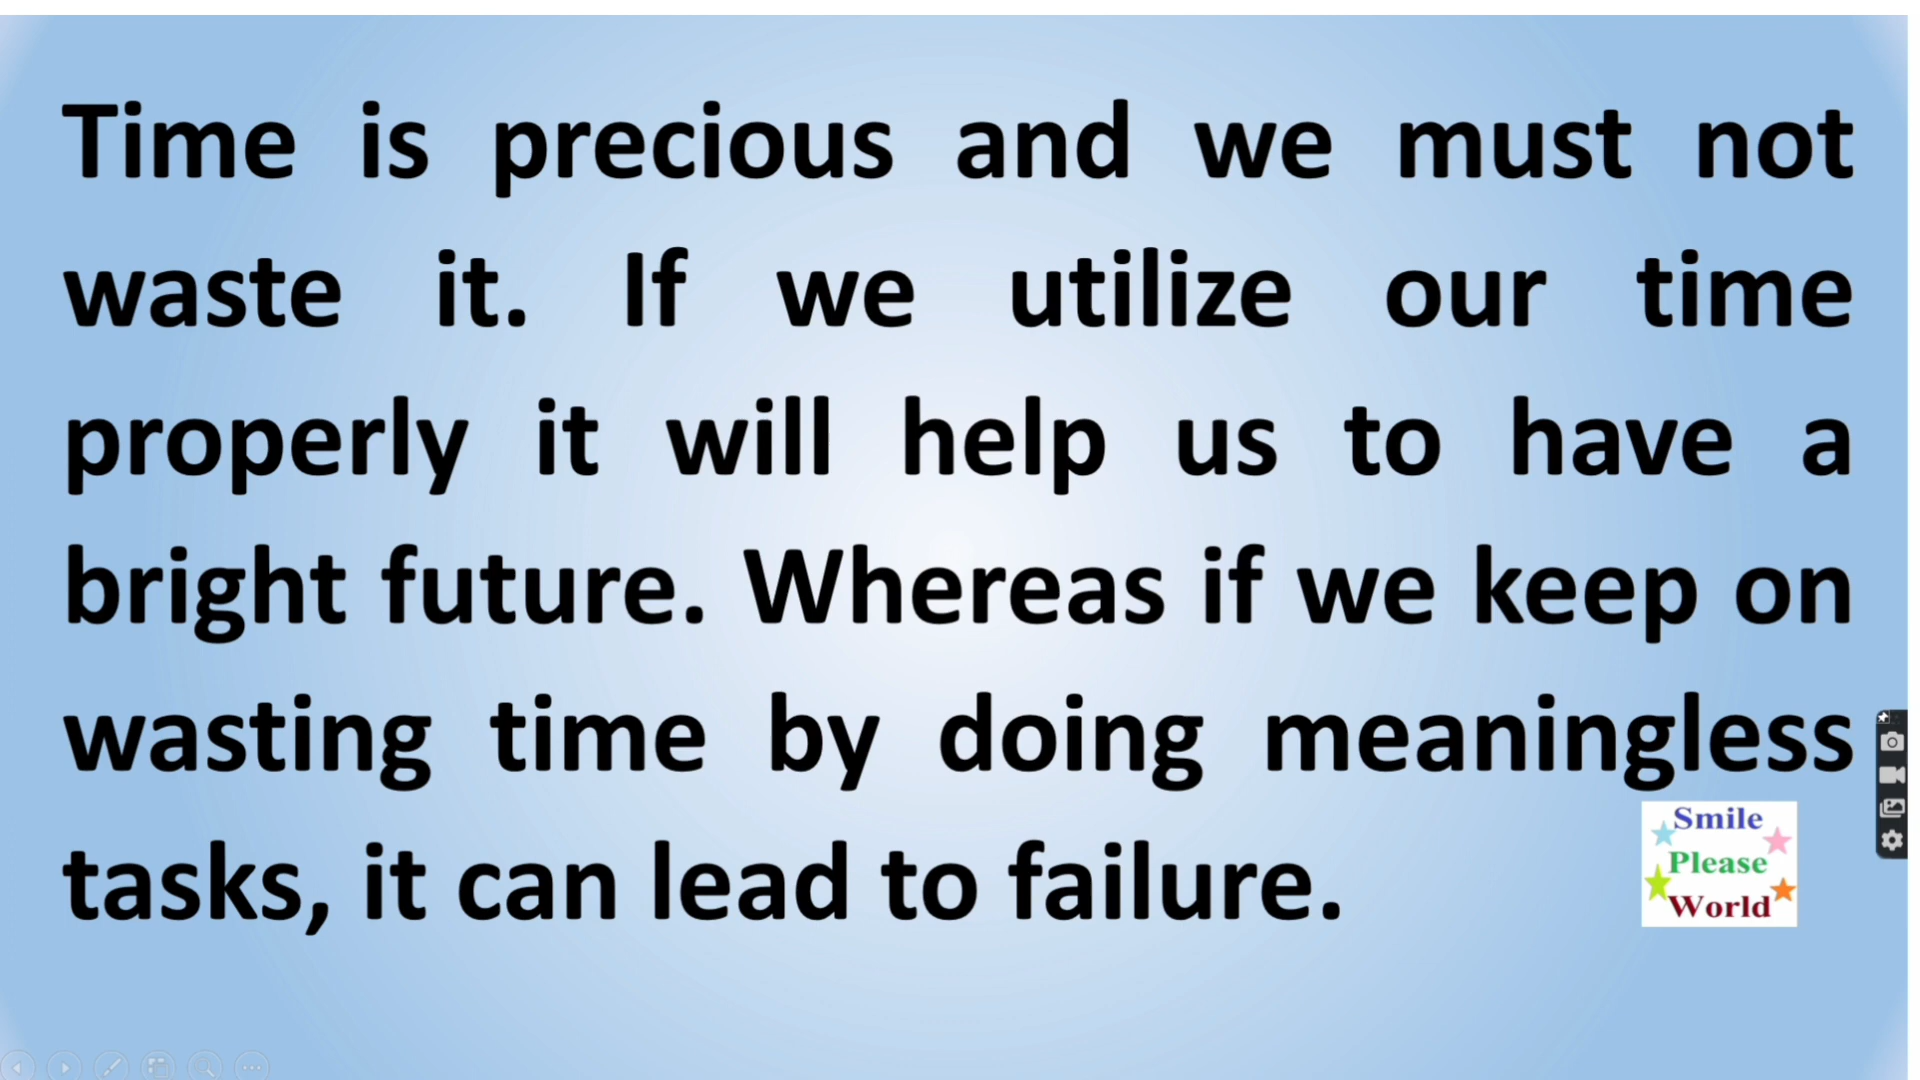 Time is precious and we must not
waste it. If we utilize our time
properly it will help us to have a
bright future. Whereas if we keep on
wasting time by doing meaningless
tasks, it can lead to failure.
Smile
Please
World